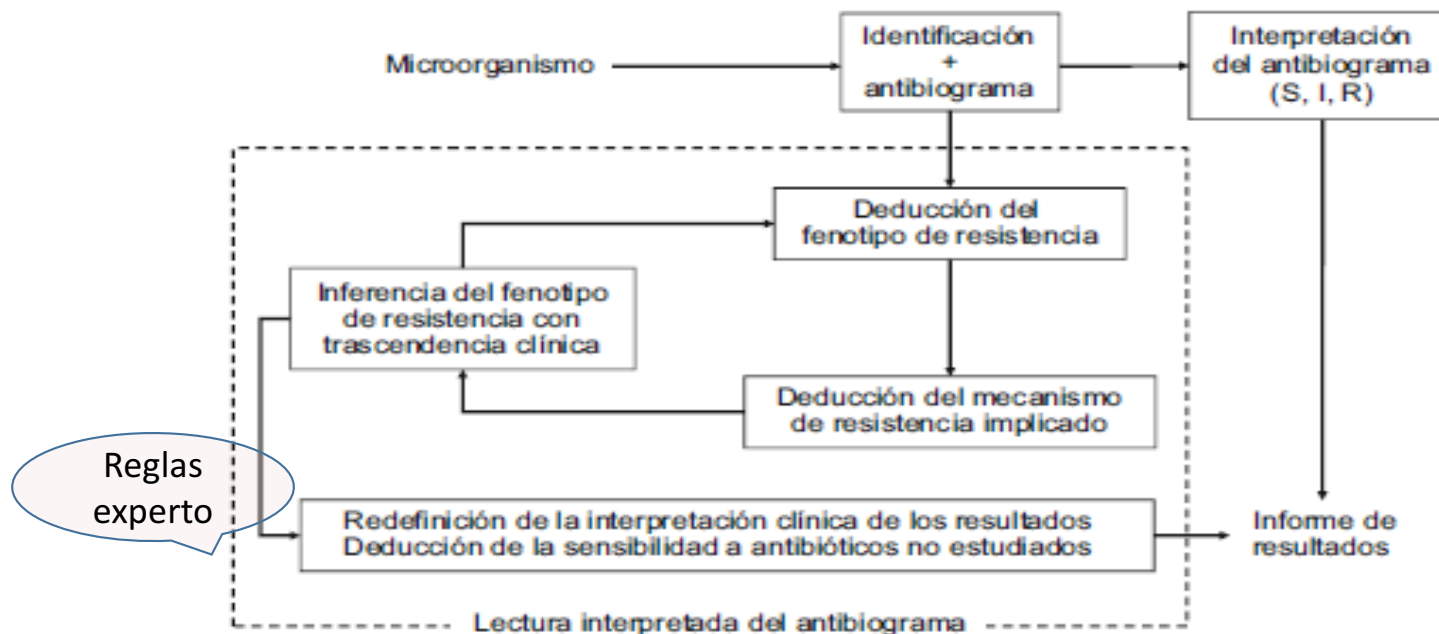 Microorganismo
Identificación
+
antibiograma
Interpretación
del antibiograma
(S, I, R)
Deducción del
fenotipo de resistencia
Inferencia del fenotipo
de resistencia con
trascendencia clínica
Deducción del mecanismo
de resistencia implicado
Reglas
experto
Redefinición de la interpretación clínica de los resultados
Deducción de la sensibilidad a antibióticos no estudiados
Informe de
resultados
Lectura interpretada del antibiograma